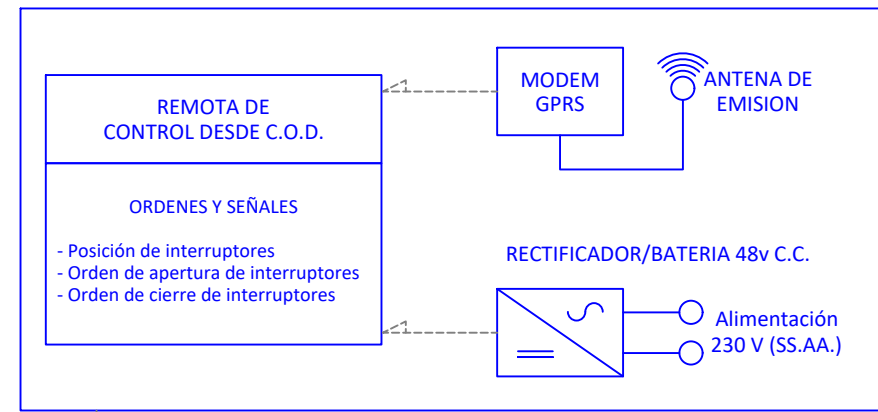 REMOTA DE
CONTROL DESDE C.O.D.
ORDENES Y SEÑALES
- Posición de interruptores
- Orden de apertura de interruptores
- Orden de cierre de interruptores
MODEM
GPRS
ANTENA DE
EMISION
RECTIFICADOR/BATERIA 48v C.C.
Alimentación
230 V (SS.AA.)